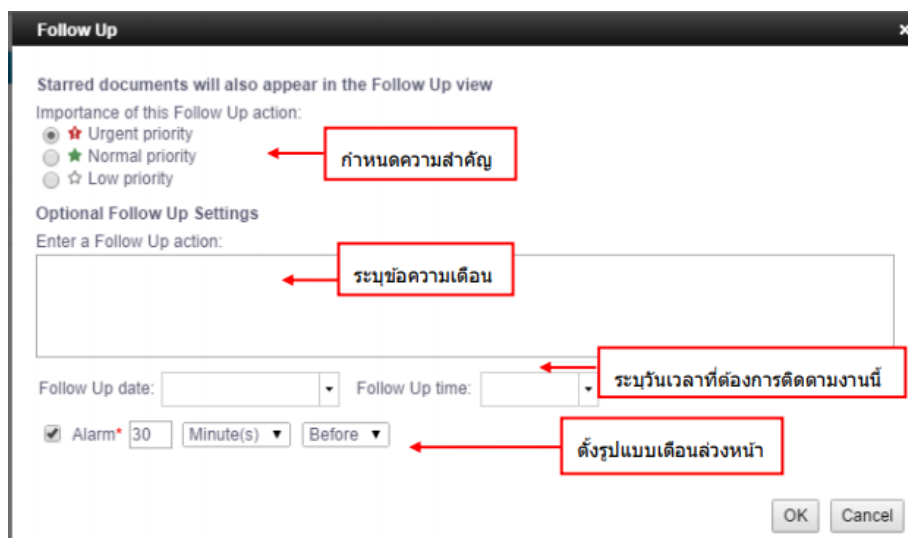 Follow Up
×
Starred documents will also appear in the Follow Up view
Importance of this Follow Up action:
Urgent priority
Normal priority
Low priority
กำหนดความสำคัญ
Optional Follow Up Settings
Enter a Follow Up action:
ระบุข้อความเตือน
ระบุวันเวลาที่ต้องการติดตามงานนี้
Follow Up date:
Follow Up time:
Alarm* 30 Minute(s) Before
ตั้งรูปแบบเตือนล่วงหน้า
OK Cancel